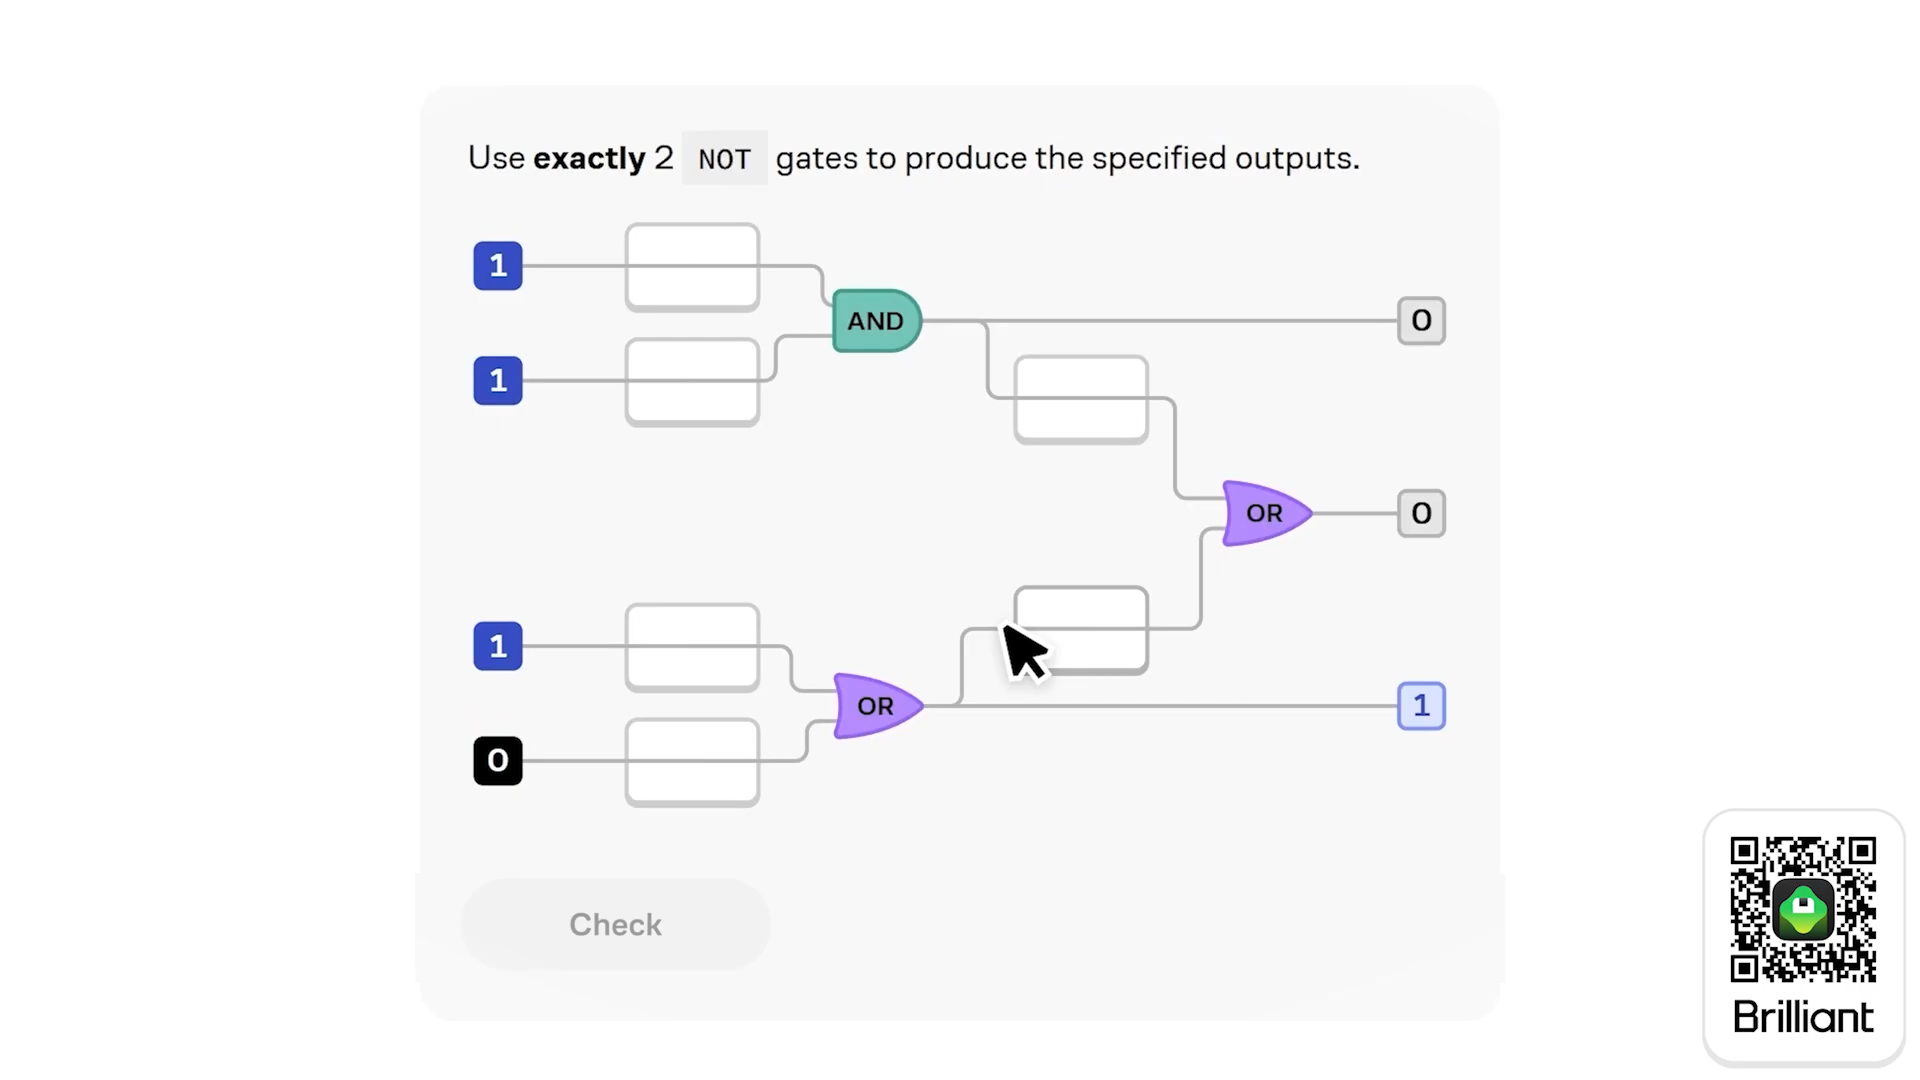 Use exactly 2 NOT gates to produce the specified outputs.
1
AND
0
1
OR
0
1
OR
1
0
Check
Brilliant